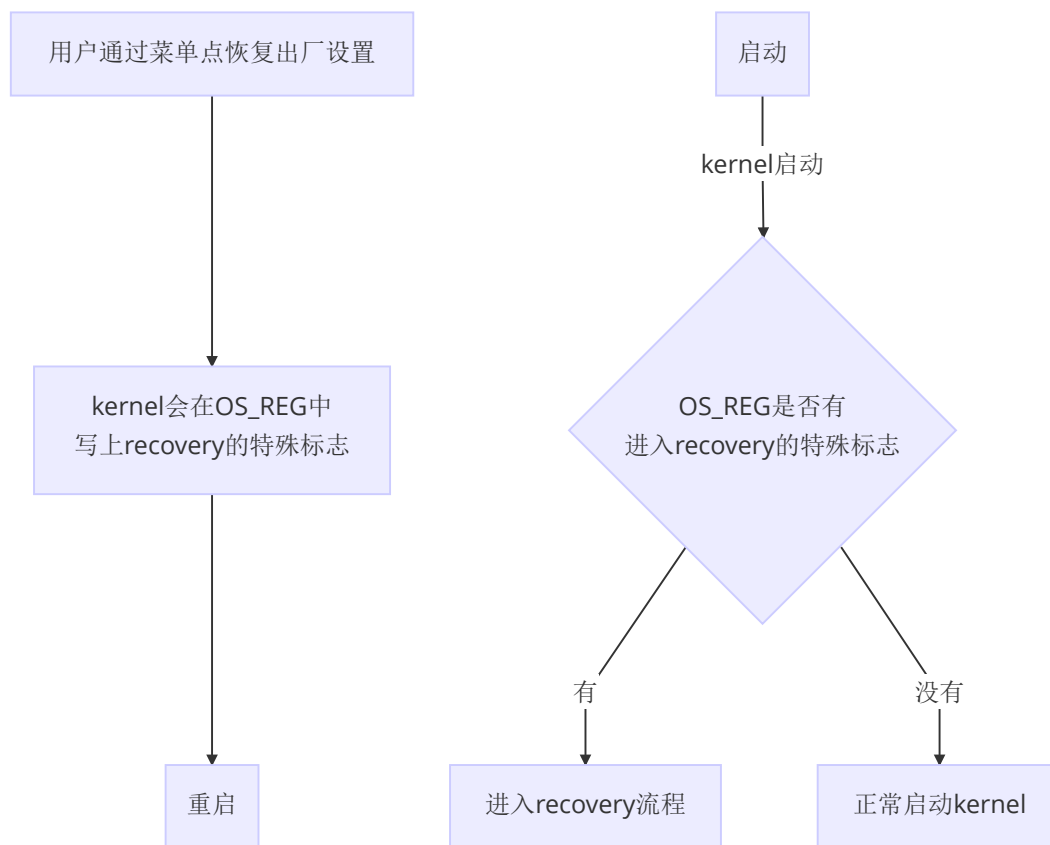 用户通过菜单点恢复出厂设置
kernel会在OS_REG中
写上recovery的特殊标志
重启
启动
kernel启动
OS_REG是否有
进入recovery的特殊标志
有
没有
进入recovery流程
正常启动kernel